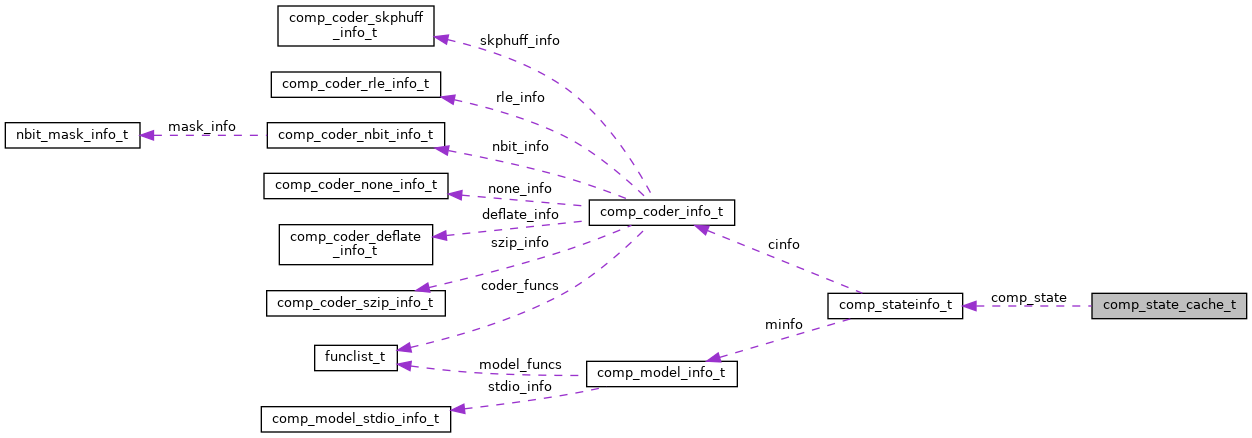 comp_coder_skphuff
_info_t
skphuff_info
comp_coder_rle_info_t
rle_info
nbit_mask_info_t
mask_info
comp_coder_nbit_info_t
nbit_info
comp_coder_none_info_t
none_info
comp_coder_info_t
comp_coder_deflate
_info_t
deflate_info
szip_info
cinfo
comp_coder_szip_info_t
coder_funcs
comp_stateinfo_t
comp_state
comp_state_cache_t
minfo
funclist_t
model_funcs
comp_model_info_t
stdio_info
comp_model_stdio_info_t